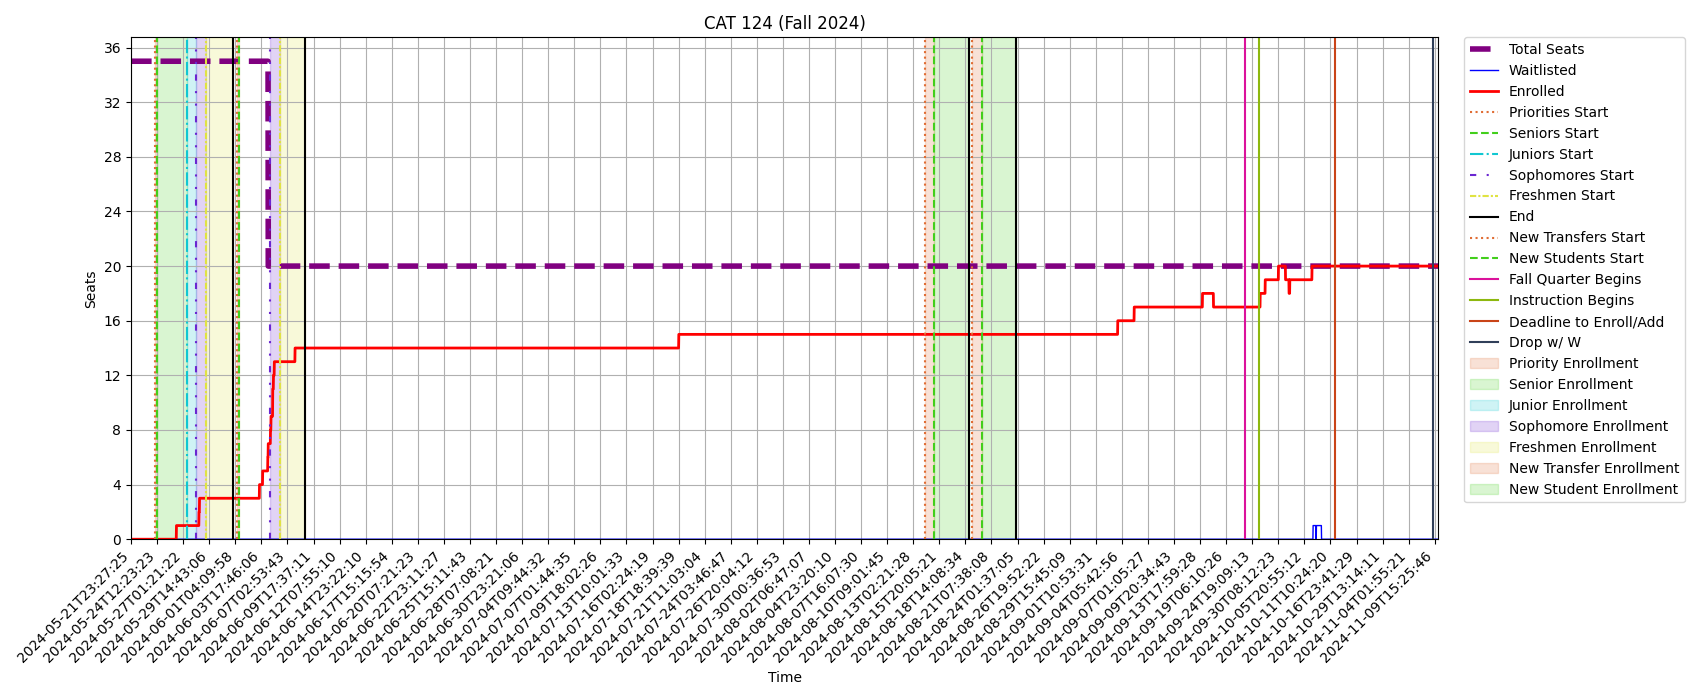 CAT 124 (Fall 2024)
Seats
36
32
28
24
20
16
12
8
4
0
2024-05-21T23:27:25
2024-05-24T12:23:23
2024-05-27T01:21:22
2024-05-29T14:43:06
2024-06-01T04:09:58
2024-06-03T17:46:06
2024-06-07T02:53:43
2024-06-09T17:37:11
2024-06-12T07:55:10
2024-06-14T23:22:10
2024-06-17T15:15:54
2024-06-20T07:21:23
2024-06-22T23:11:27
2024-06-25T15:11:43
2024-06-28T07:08:21
2024-06-30T23:21:06
2024-07-04T09:44:32
2024-07-07T01:44:35
2024-07-09T18:02:26
2024-07-13T10:01:33
2024-07-16T02:24:19
2024-07-18T18:39:39
2024-07-21T11:03:04
2024-07-24T03:46:47
2024-07-26T20:04:12
2024-07-30T00:36:53
2024-08-02T06:47:07
2024-08-04T23:20:10
2024-08-07T16:07:30
2024-08-10T09:01:45
2024-08-13T02:21:28
2024-08-15T20:05:21
2024-08-18T14:08:34
2024-08-21T07:38:08
2024-08-24T01:37:05
2024-08-26T19:52:22
2024-08-29T15:45:09
2024-09-01T10:53:31
2024-09-04T05:42:56
2024-09-07T01:05:27
2024-09-09T20:34:43
2024-09-13T17:59:28
2024-09-19T06:10:26
2024-09-24T19:09:13
2024-09-30T08:12:23
2024-10-05T20:55:12
2024-10-11T10:24:20
2024-10-16T23:41:29
2024-10-29T13:14:11
2024-11-04T01:55:21
2024-11-09T15:25:46
Time
Total Seats
Waitlisted
Enrolled
Priorities Start
Seniors Start
Juniors Start
Sophomores Start
Freshmen Start
End
New Transfers Start
New Students Start
Fall Quarter Begins
Instruction Begins
Deadline to Enroll/Add
Drop w/ W
Priority Enrollment
Senior Enrollment
Junior Enrollment
Sophomore Enrollment
Freshmen Enrollment
New Transfer Enrollment
New Student Enrollment